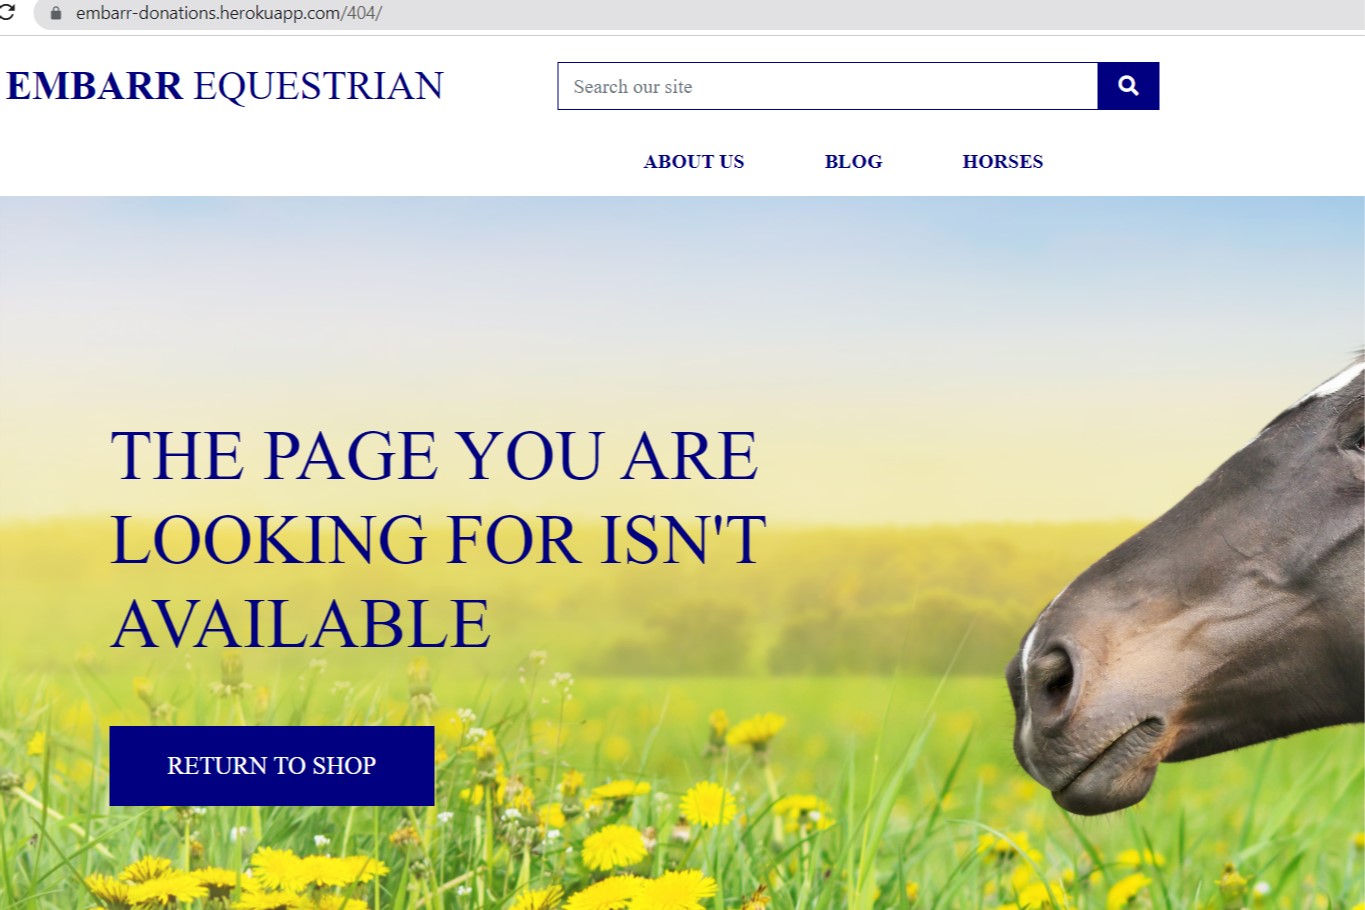 embarr-donations.herokuapp.com/404/
EMBARR EQUESTRIAN
Search our site
ABOUT US BLOG HORSES
THE PAGE YOU ARE
LOOKING FOR ISN'T
AVAILABLE
RETURN TO SHOP